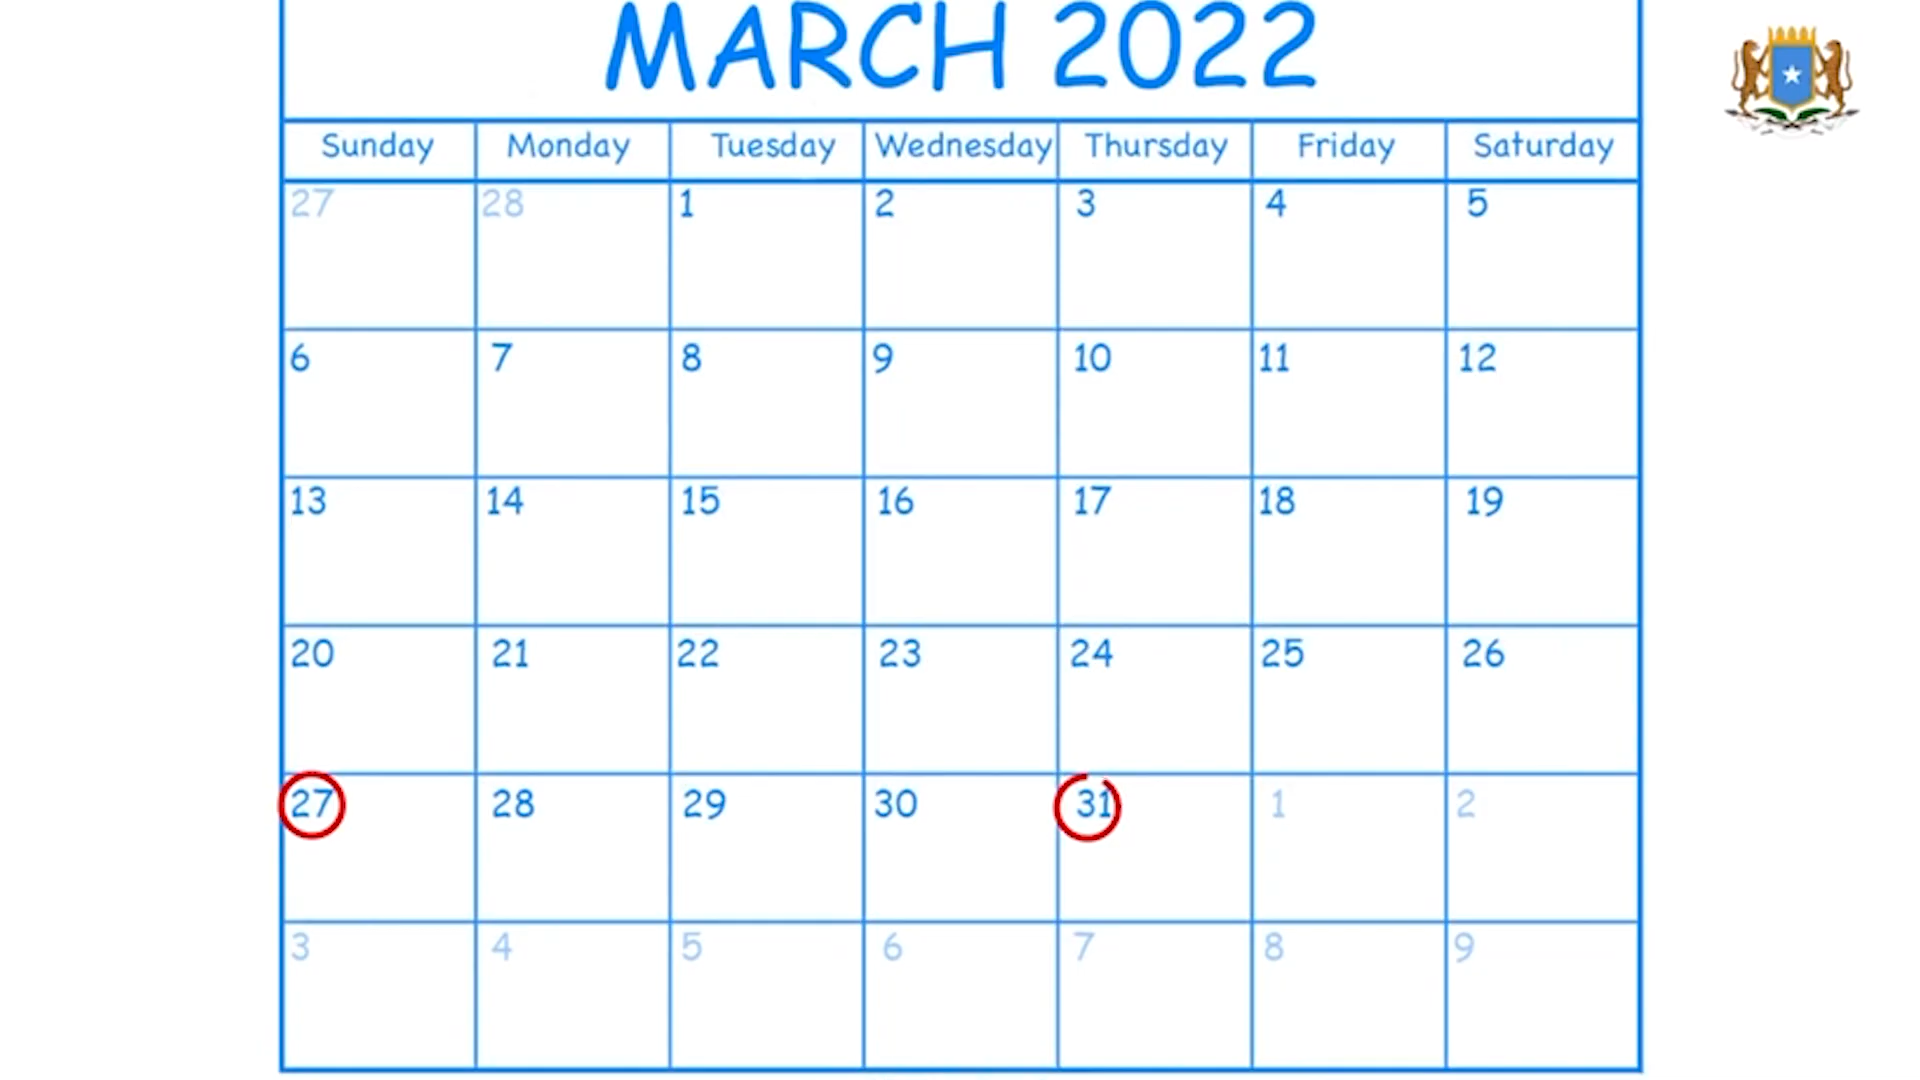 MARCH 2022
Sunday Monday Tuesday Wednesday Thursday Friday Saturday
27 28 1 2 3 4 5
6 7 8 9 10 11 12
13 14 15 16 17 18 19
20 21 22 23 24 25 26
27 28 29 30 31 1 2
3 4 5 6 7 8 9